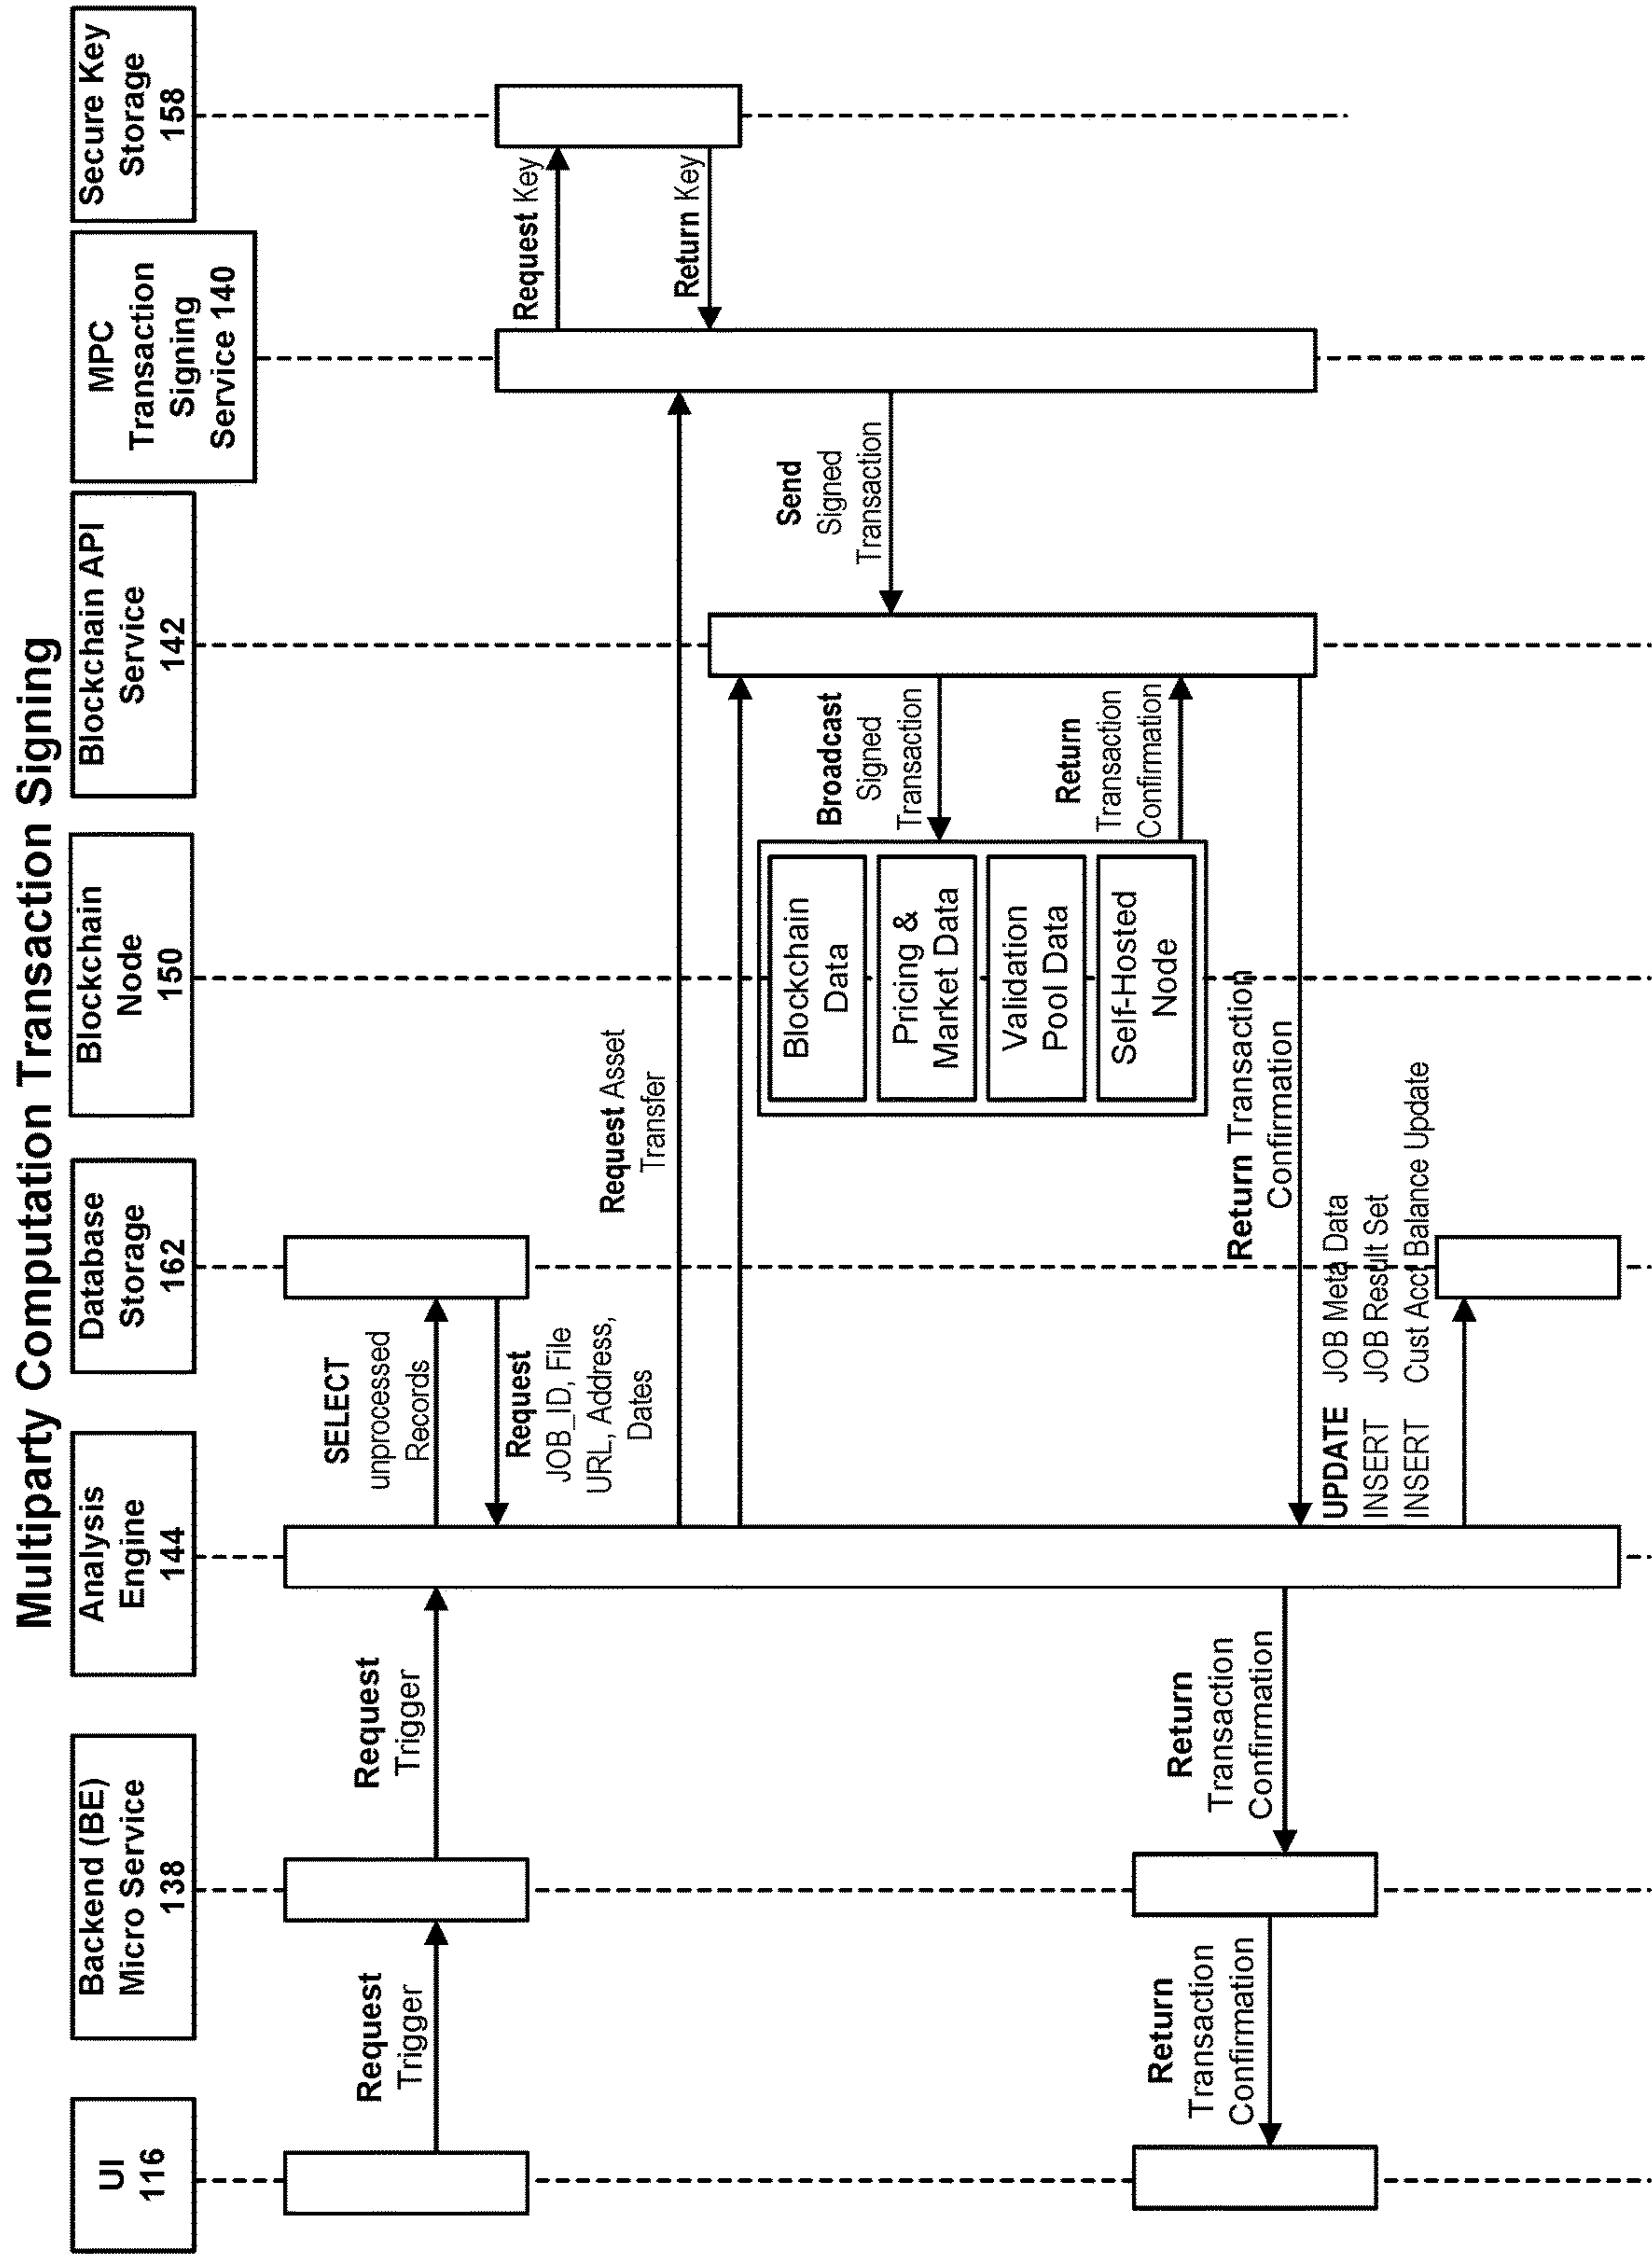 Multiparty Computation Transaction Signing
UI
116
Backend (BE)
Micro Service
138
Analysis
Engine
144
Database
Storage
162
Blockchain
Node
150
Blockchain API
Service
142
MPC
Transaction
Signing
Service 140
Secure Key
Storage
158
Request
Trigger
Request
Trigger
SELECT
unprocessed
Records
Request
JOB_ID, File
URL, Address,
Dates
Request Key
Return Key
Request Asset
Transfer
Send
Signed
Transaction
Broadcast
Signed
Transaction
Blockchain
Data
Pricing &
Market Data
Validation
Pool Data
Self-Hosted
Node
Return
Transaction
Confirmation
Return Transaction
Confirmation
Return
Transaction
Confirmation
Return
Transaction
Confirmation
UPDATE JOB Meta Data
INSERT JOB Result Set
INSERT Cust Acct Balance Update